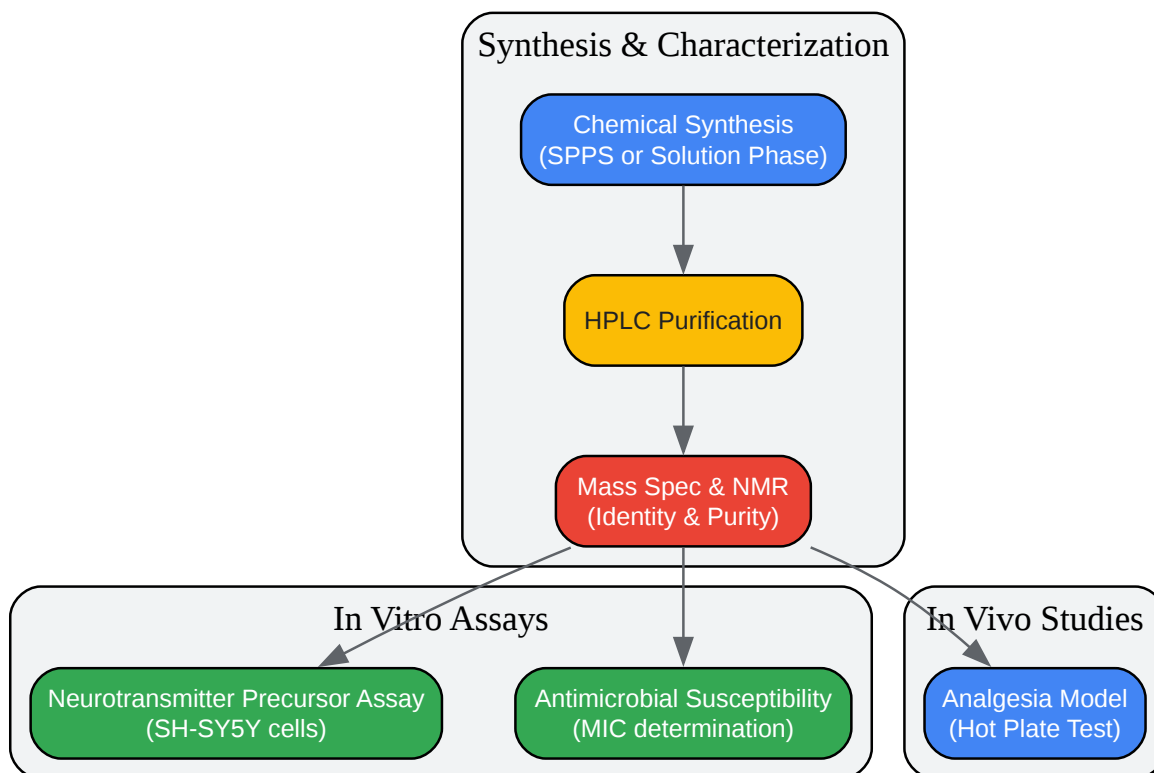 Synthesis & Characterization
Chemical Synthesis
(SPPS or Solution Phase)
HPLC Purification
Mass Spec & NMR
(Identity & Purity)
In Vitro Assays
Neurotransmitter Precursor Assay
(SH-SY5Y cells)
Antimicrobial Susceptibility
(MIC determination)
In Vivo Studies
Analgesia Model
(Hot Plate Test)